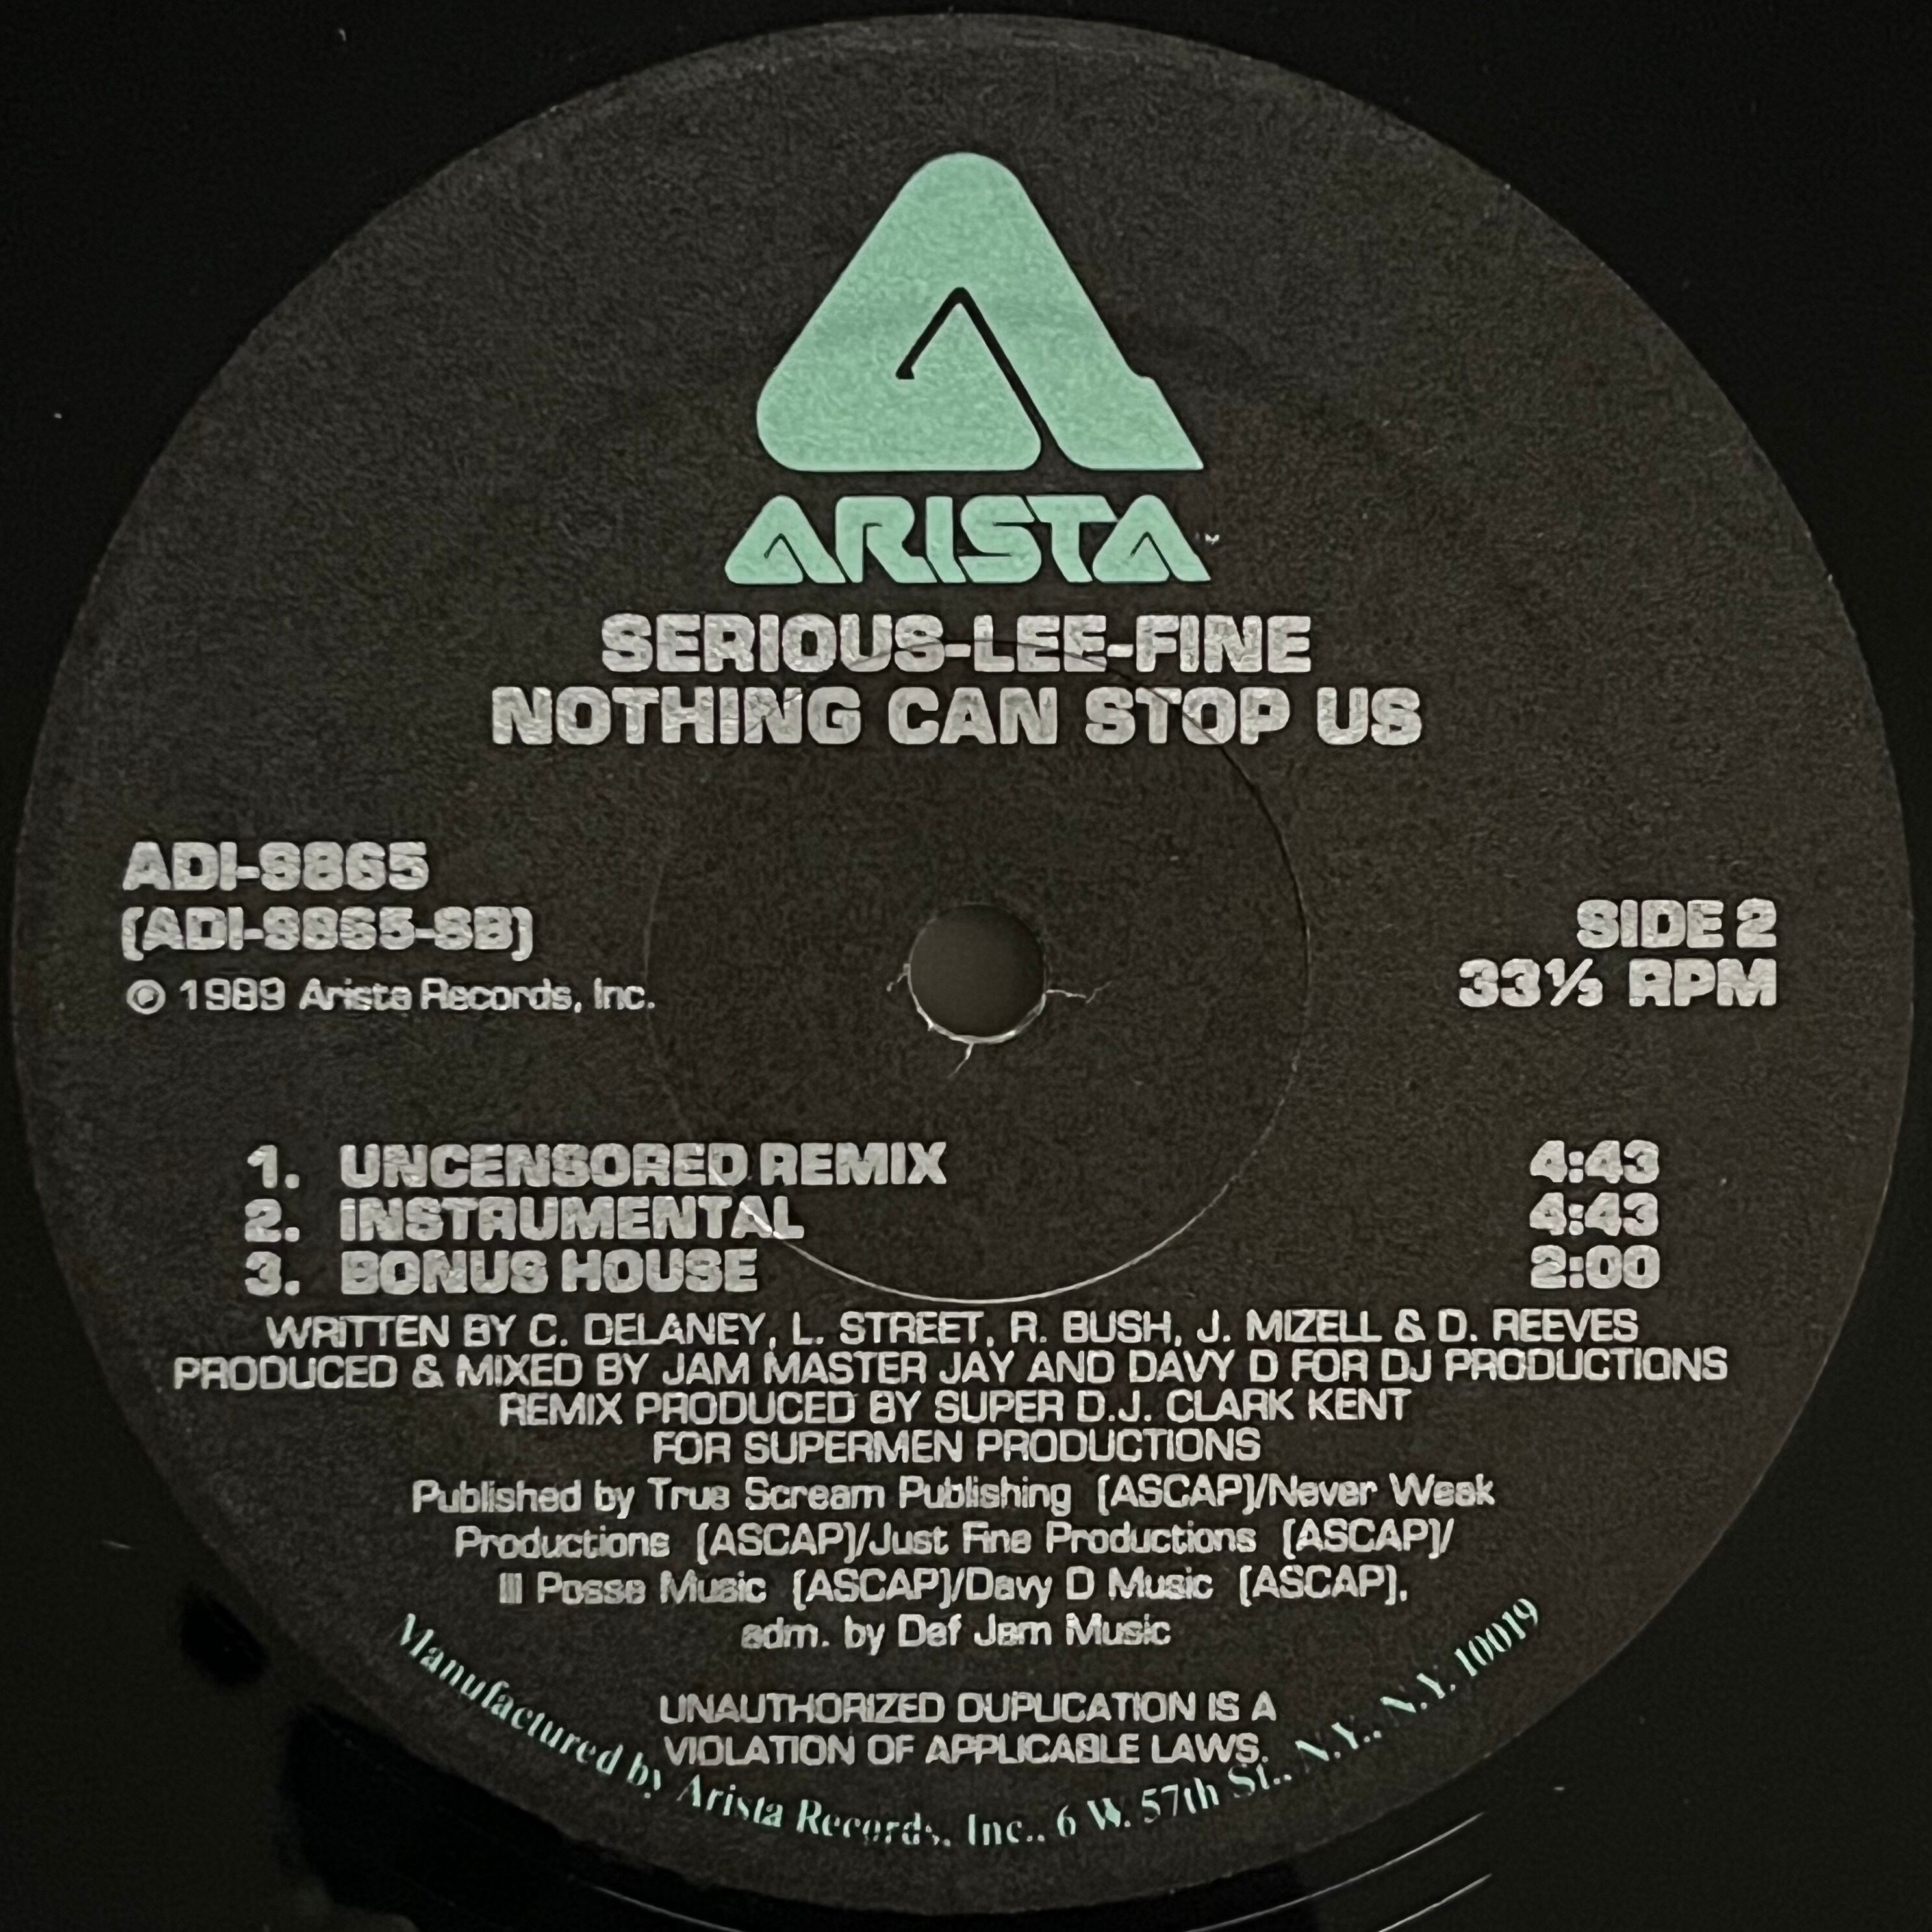 ARISTA
SERIOUS-LEE-FINE
NOTHING CAN STOP US
ADI-9865
(ADI-9865-SB)
℗ 1989 Arista Records, Inc.
SIDE 2
33⅓ RPM
1. UNCENSORED REMIX 4:43
2. INSTRUMENTAL 4:43
3. BONUS HOUSE 2:00
WRITTEN BY C. DELANEY, L. STREET, R. BUSH, J. MIZELL & D. REEVES
PRODUCED & MIXED BY JAM MASTER JAY AND DAVY D FOR DJ PRODUCTIONS
REMIX PRODUCED BY SUPER D.J. CLARK KENT
FOR SUPERMEN PRODUCTIONS
Published by True Scream Publishing (ASCAP)/Never Weak
Productions (ASCAP)/Just Fine Productions (ASCAP)/
Ill Posse Music (ASCAP)/Davy D Music (ASCAP),
adm. by Def Jam Music
UNAUTHORIZED DUPLICATION IS A
VIOLATION OF APPLICABLE LAWS.
Manufactured by Arista Records, Inc., 6 W. 57th St., N.Y., N.Y. 10019